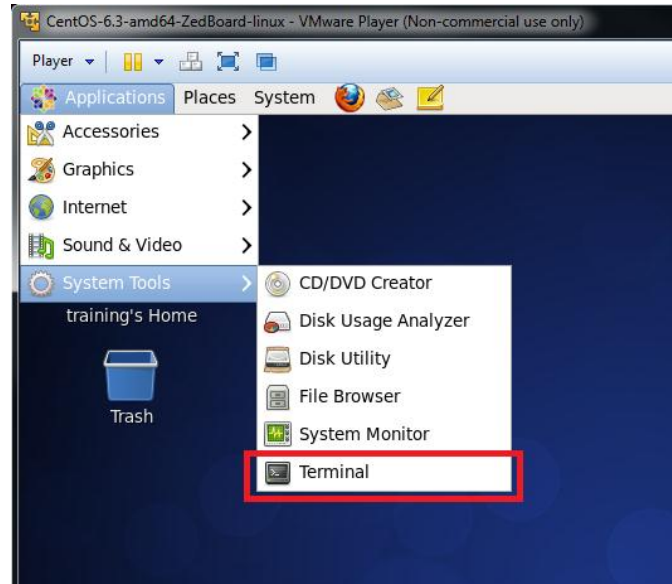 CentOS-6.3-amd64-ZedBoard-linux - VMware Player (Non-commercial use only)
Player
Applications Places System
Accessories
Graphics
Internet
Sound & Video
System Tools
CD/DVD Creator
training's Home
Disk Usage Analyzer
Disk Utility
File Browser
Trash
System Monitor
Terminal